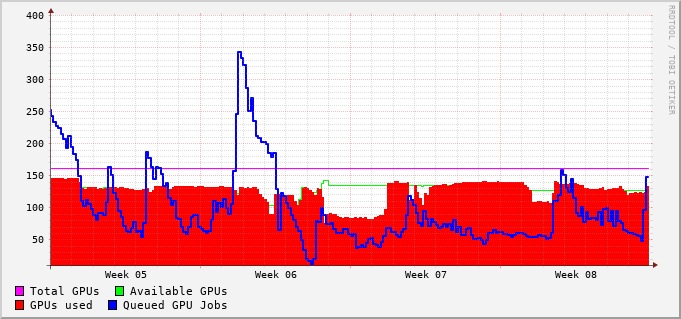 400
350
300
250
200
150
100
50
Week 05 Week 06 Week 07 Week 08
Total GPUs Available GPUs
GPUs used Queued GPU Jobs
RRDTOOL / TOBI OETIKER